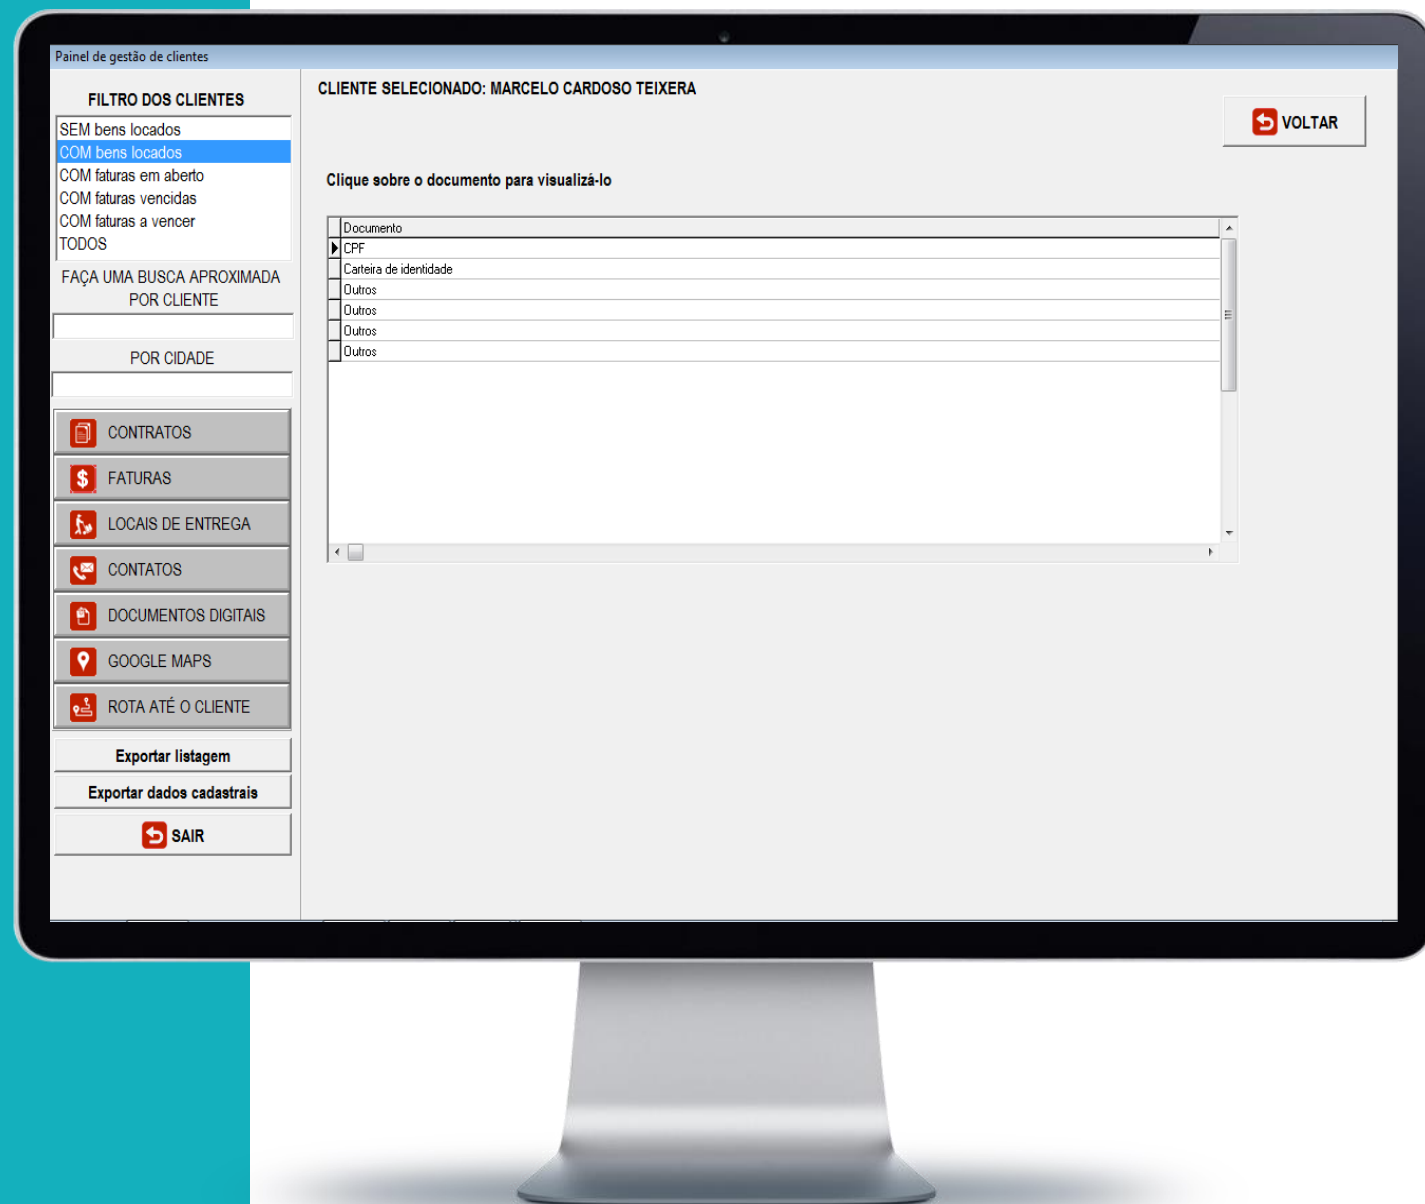 Painel de gestão de clientes
FILTRO DOS CLIENTES
SEM bens locados
COM bens locados
COM faturas em aberto
COM faturas vencidas
COM faturas a vencer
TODOS
FAÇA UMA BUSCA APROXIMADA
POR CLIENTE
POR CIDADE
CONTRATOS
FATURAS
LOCAIS DE ENTREGA
CONTATOS
DOCUMENTOS DIGITAIS
GOOGLE MAPS
ROTA ATÉ O CLIENTE
Exportar listagem
Exportar dados cadastrais
SAIR
CLIENTE SELECIONADO: MARCELO CARDOSO TEIXERA
VOLTAR
Clique sobre o documento para visualizá-lo
Documento
CPF
Carteira de identidade
Outros
Outros
Outros
Outros